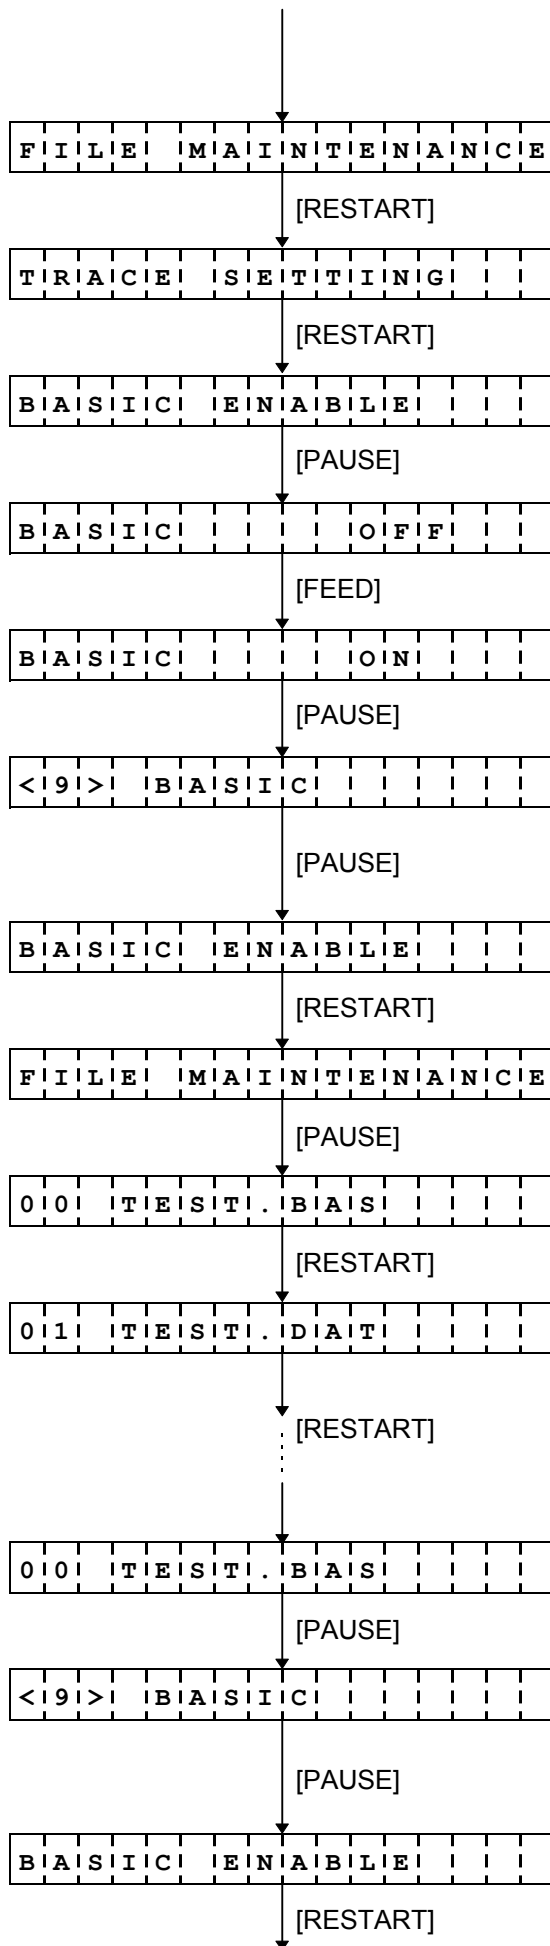 FILE MAINTENANCE
[RESTART]
TRACE SETTING
[RESTART]
BASIC ENABLE
[PAUSE]
BASIC OFF
[FEED]
BASIC ON
[PAUSE]
<9> BASIC
[PAUSE]
BASIC ENABLE
[RESTART]
FILE MAINTENANCE
[PAUSE]
00 TEST.BAS
[RESTART]
01 TEST.DAT
[RESTART]
00 TEST.BAS
[PAUSE]
<9> BASIC
[PAUSE]
BASIC ENABLE
[RESTART]